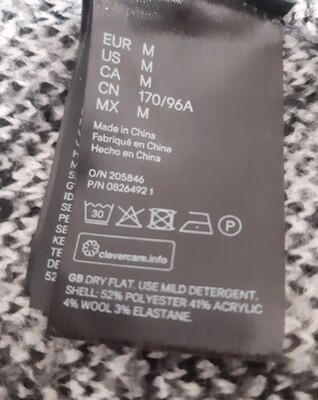 EUR M
US M
CA M
CN 170/96A
MX M
Made in China
Fabriqué en Chine
Hecho en China
O/N 205846
P/N 0826492 1
30 P
clevercare.info
GB DRY FLAT. USE MILD DETERGENT.
SHELL: 52% POLYESTER 41% ACRYLIC
4% WOOL 3% ELASTANE.